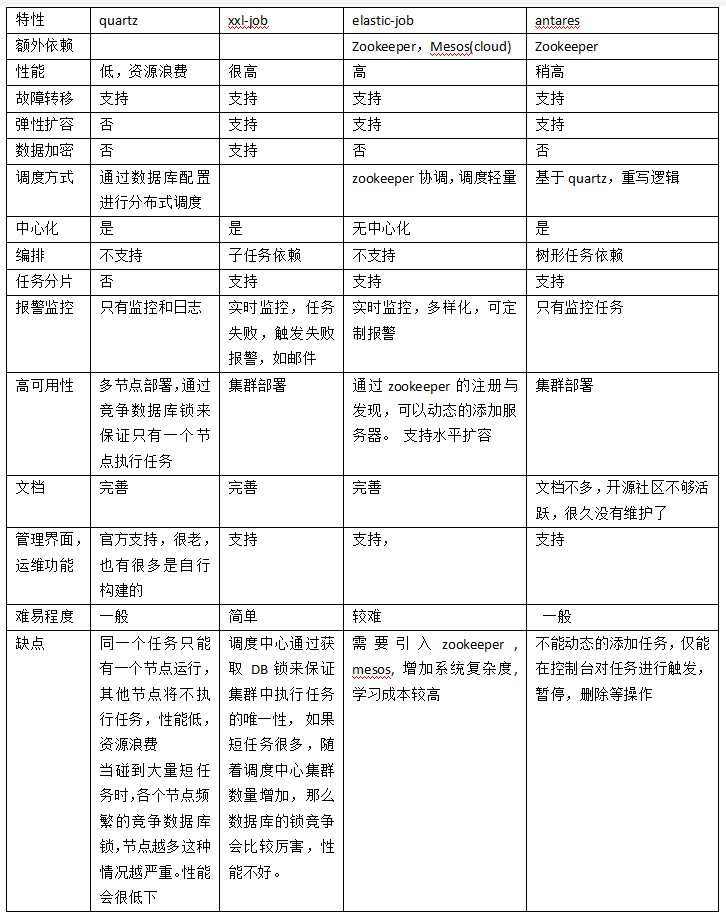 特性 quartz xxl-job elastic-job antares
额外依赖 Zookeeper，Mesos(cloud) Zookeeper
性能 低，资源浪费 很高 高 稍高
故障转移 支持 支持 支持 支持
弹性扩容 否 支持 支持 支持
数据加密 否 支持 否 否
调度方式 通过数据库配置 zookeeper 协调，调度轻量 基于 quartz，重写逻辑
进行分布式调度
中心化 是 是 无中心化 是
编排 不支持 子任务依赖 不支持 树形任务依赖
任务分片 否 支持 支持 支持
报警监控 只有监控和日志 实时监控，任务 实时监控，多样化，可定 只有监控任务
失败，触发失败 制报警
报警，如邮件
高可用性 多节点部署，通过 集群部署 通过 zookeeper 的注册与 集群部署
竞争数据库锁来 发现，可以动态的添加服
保证只有一个节 务器。 支持水平扩容
点执行任务
文档 完善 完善 完善 文档不多，开源社区不够活
跃，很久没有维护了
管理界面， 官方支持，很老， 支持 支持， 支持
运维功能 也有很多是自行
构建的
难易程度 一般 简单 较难 一般
缺点 同一个任务只能 调度中心通过获 需要引入 zookeeper , 不能动态的添加任务，仅能
有一个节点运行， 取 DB 锁来保证 mesos, 增加系统复杂度, 在控制台对任务进行触发，
其他节点将不执 集群中执行任务 学习成本较高 暂停，删除等操作
行任务，性能低， 的唯一性， 如果
资源浪费 短任务很多，随
当碰到大量短任 着调度中心集群
务时，各个节点频 数量增加，那么
繁的竞争数据库 数据库的锁竞争
锁，节点越多这种 会比较厉害，性
情况越严重。性能 能不好。
会很低下